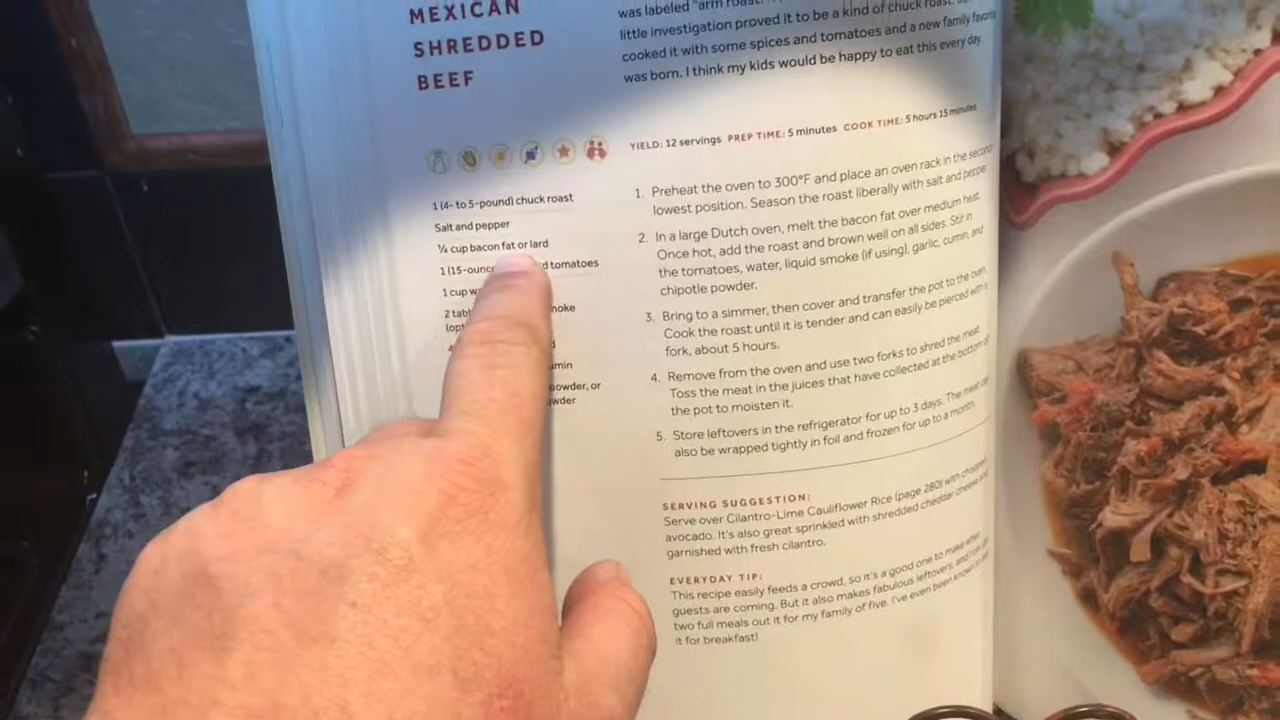 MEXICAN
SHREDDED
BEEF
was labeled "arm roast."
little investigation proved it to be a kind of chuck roast.
cooked it with some spices and tomatoes and a new family favorite
was born. I think my kids would be happy to eat this every day.
YIELD: 12 servings PREP TIME: 5 minutes COOK TIME: 5 hours 15 minutes
1 (4- to 5-pound) chuck roast
Salt and pepper
¼ cup bacon fat or lard
1 (15-ounce tomatoes
1 cup
2
4
powder, or
1. Preheat the oven to 300°F and place an oven rack in the second
lowest position. Season the roast liberally with salt and pepper.
2. In a large Dutch oven, melt the bacon fat over medium heat.
Once hot, add the roast and brown well on all sides. Stir in
the tomatoes, water, liquid smoke (if using), garlic, cumin, and
chipotle powder.
3. Bring to a simmer, then cover and transfer the pot to the oven.
Cook the roast until it is tender and can easily be pierced with a
fork, about 5 hours.
4. Remove from the oven and use two forks to shred the meat.
Toss the meat in the juices that have collected at the bottom of
the pot to moisten it.
5. Store leftovers in the refrigerator for up to 3 days. The meat can
also be wrapped tightly in foil and frozen for up to a month.
SERVING SUGGESTION:
Serve over Cilantro-Lime Cauliflower Rice (page 280) with chopped
avocado. It's also great sprinkled with shredded cheddar cheese and
garnished with fresh cilantro.
EVERYDAY TIP:
This recipe easily feeds a crowd, so it's a good one to make when
guests are coming. But it also makes fabulous leftovers, and I can get
two full meals out it for my family of five. I've even been known to eat
it for breakfast!